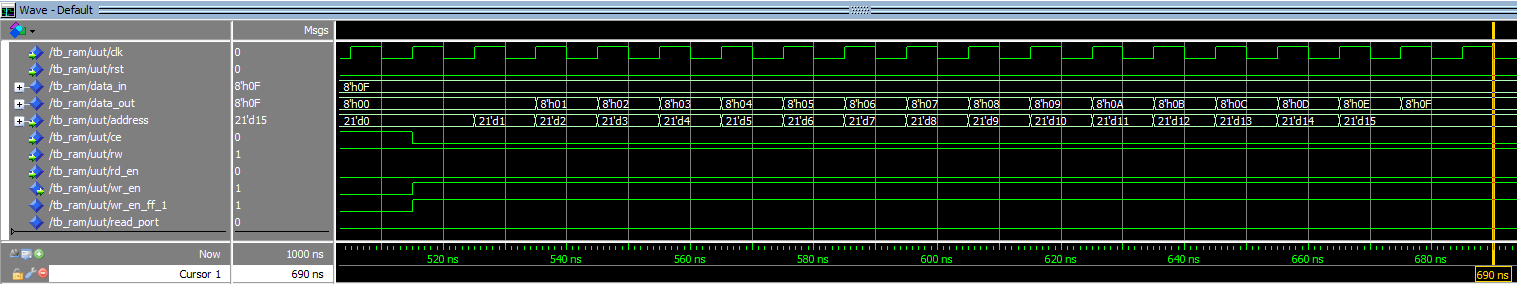 Wave - Default
Msgs
/tb_ram/uut/clk 0
/tb_ram/uut/rst 0
/tb_ram/data_in 8'h0F 8'h0F
/tb_ram/data_out 8'h0F 8'h00 8'h01 8'h02 8'h03 8'h04 8'h05 8'h06 8'h07 8'h08 8'h09 8'h0A 8'h0B 8'h0C 8'h0D 8'h0E 8'h0F
/tb_ram/uut/address 21'd15 21'd0 21'd1 21'd2 21'd3 21'd4 21'd5 21'd6 21'd7 21'd8 21'd9 21'd10 21'd11 21'd12 21'd13 21'd14 21'd15
/tb_ram/uut/ce 0
/tb_ram/uut/rw 1
/tb_ram/uut/rd_en 0
/tb_ram/uut/wr_en 1
/tb_ram/uut/wr_en_ff_1 1
/tb_ram/uut/read_port 0
Now 1000 ns 520 ns 540 ns 560 ns 580 ns 600 ns 620 ns 640 ns 660 ns 680 ns
Cursor 1 690 ns 690 ns